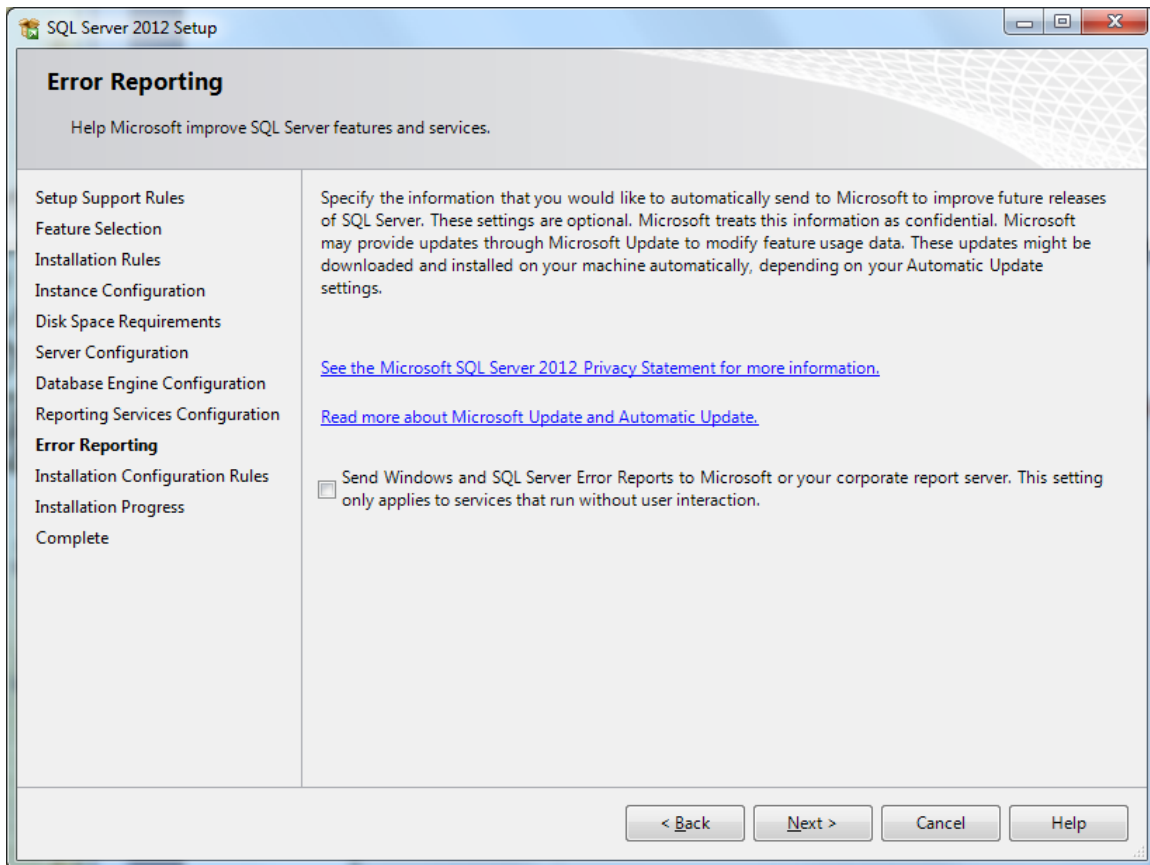 SQL Server 2012 Setup
Error Reporting
Help Microsoft improve SQL Server features and services.
Setup Support Rules
Feature Selection
Installation Rules
Instance Configuration
Disk Space Requirements
Server Configuration
Database Engine Configuration
Reporting Services Configuration
Error Reporting
Installation Configuration Rules
Installation Progress
Complete
Specify the information that you would like to automatically send to Microsoft to improve future releases
of SQL Server. These settings are optional. Microsoft treats this information as confidential. Microsoft
may provide updates through Microsoft Update to modify feature usage data. These updates might be
downloaded and installed on your machine automatically, depending on your Automatic Update
settings.
See the Microsoft SQL Server 2012 Privacy Statement for more information.
Read more about Microsoft Update and Automatic Update.
Send Windows and SQL Server Error Reports to Microsoft or your corporate report server. This setting
only applies to services that run without user interaction.
< Back
Next >
Cancel
Help